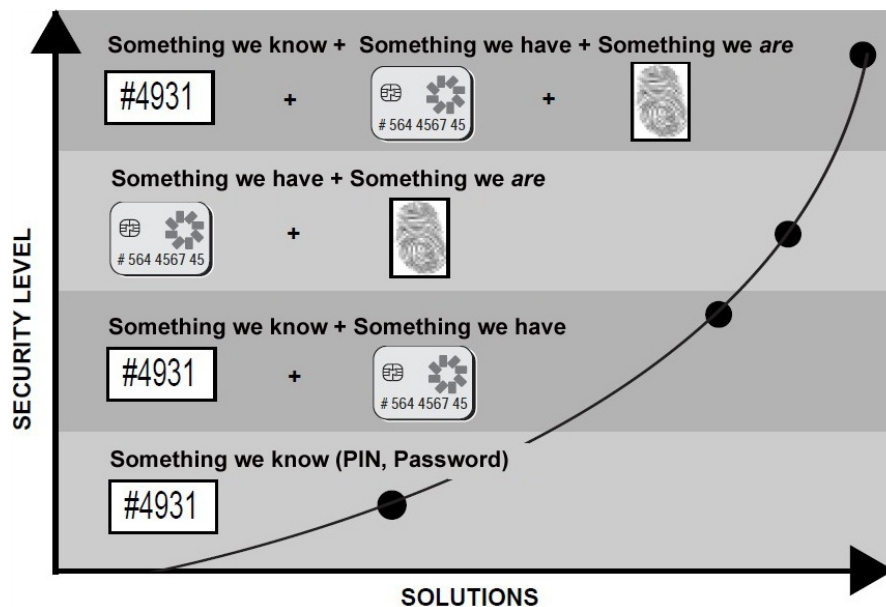 Something we know + Something we have + Something we are
#4931 + # 564 4567 45 +
Something we have + Something we are
# 564 4567 45 +
Something we know + Something we have
#4931 + # 564 4567 45
Something we know (PIN, Password)
#4931
SECURITY LEVEL
SOLUTIONS